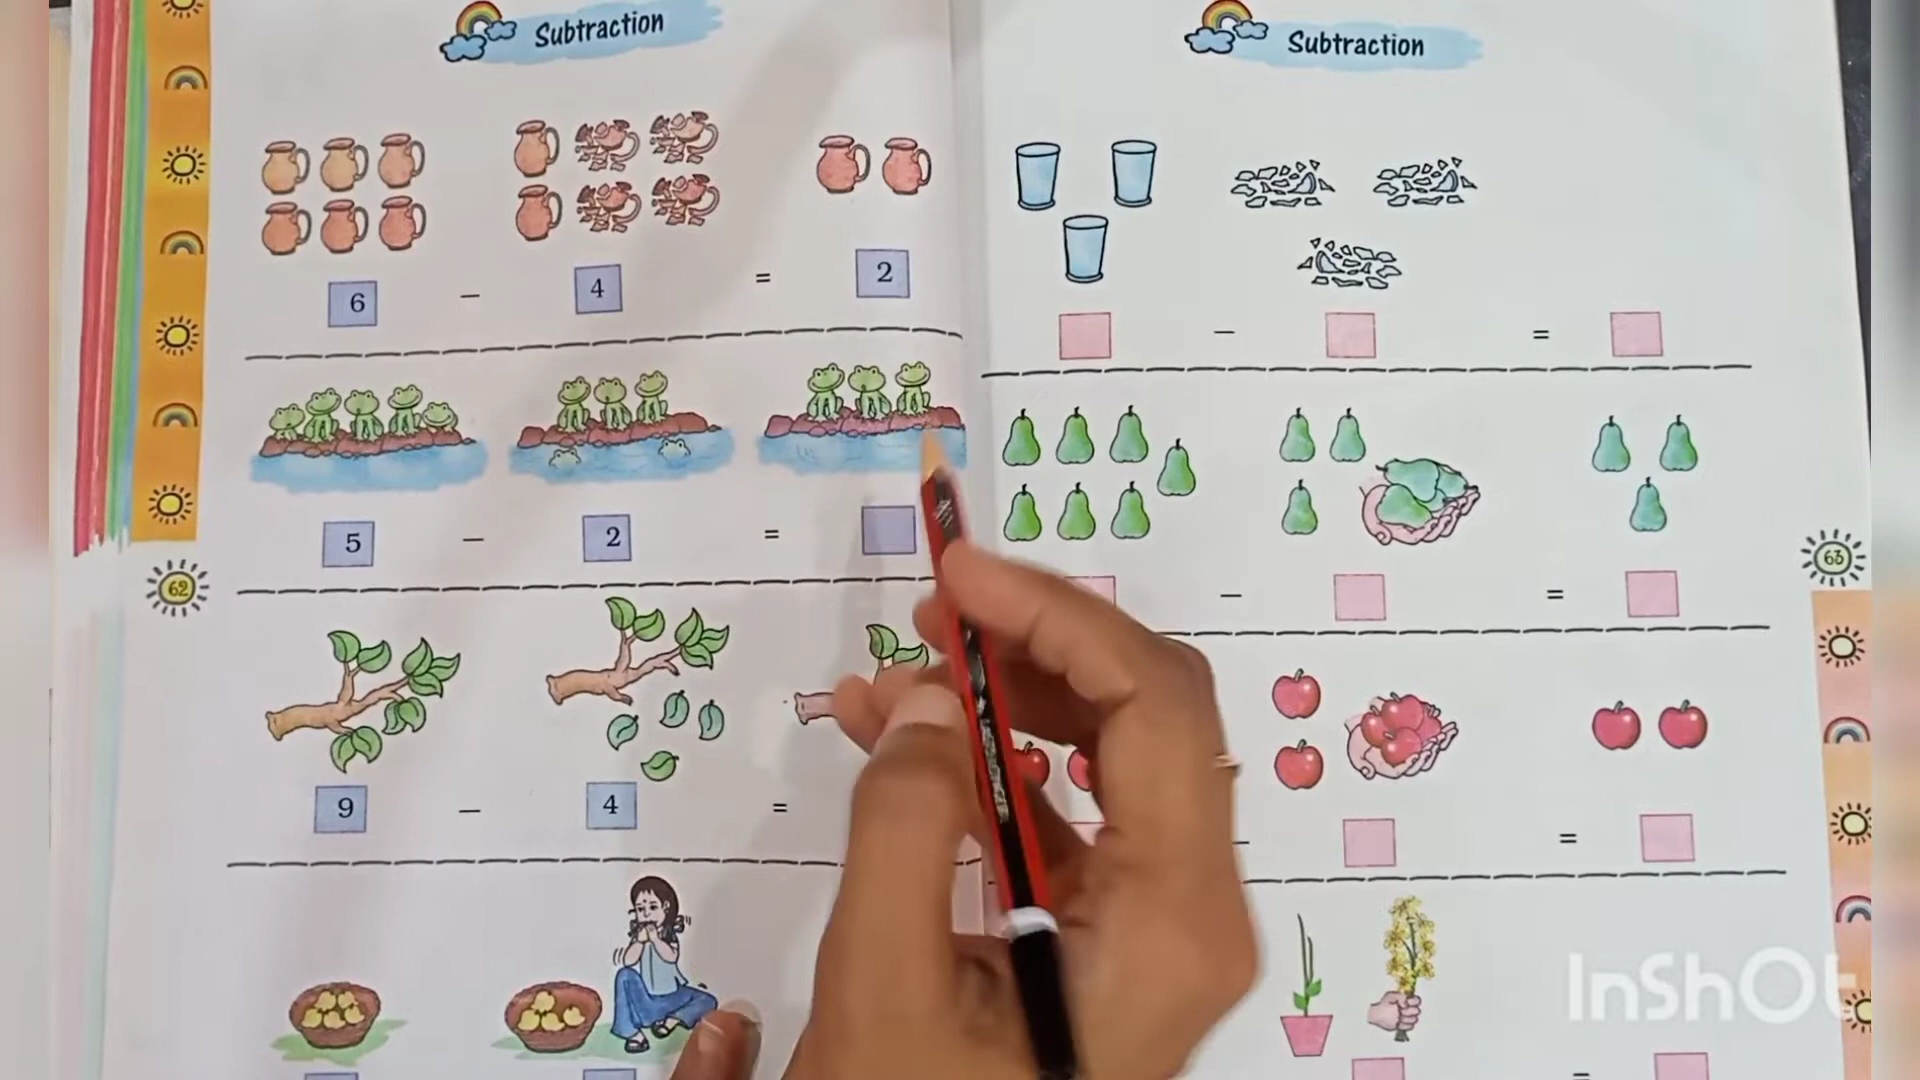 Subtraction
6 – 4 = 2
5 – 2 =
9 – 4 =
62
Subtraction
– =
– =
– =
=
63
InShOt